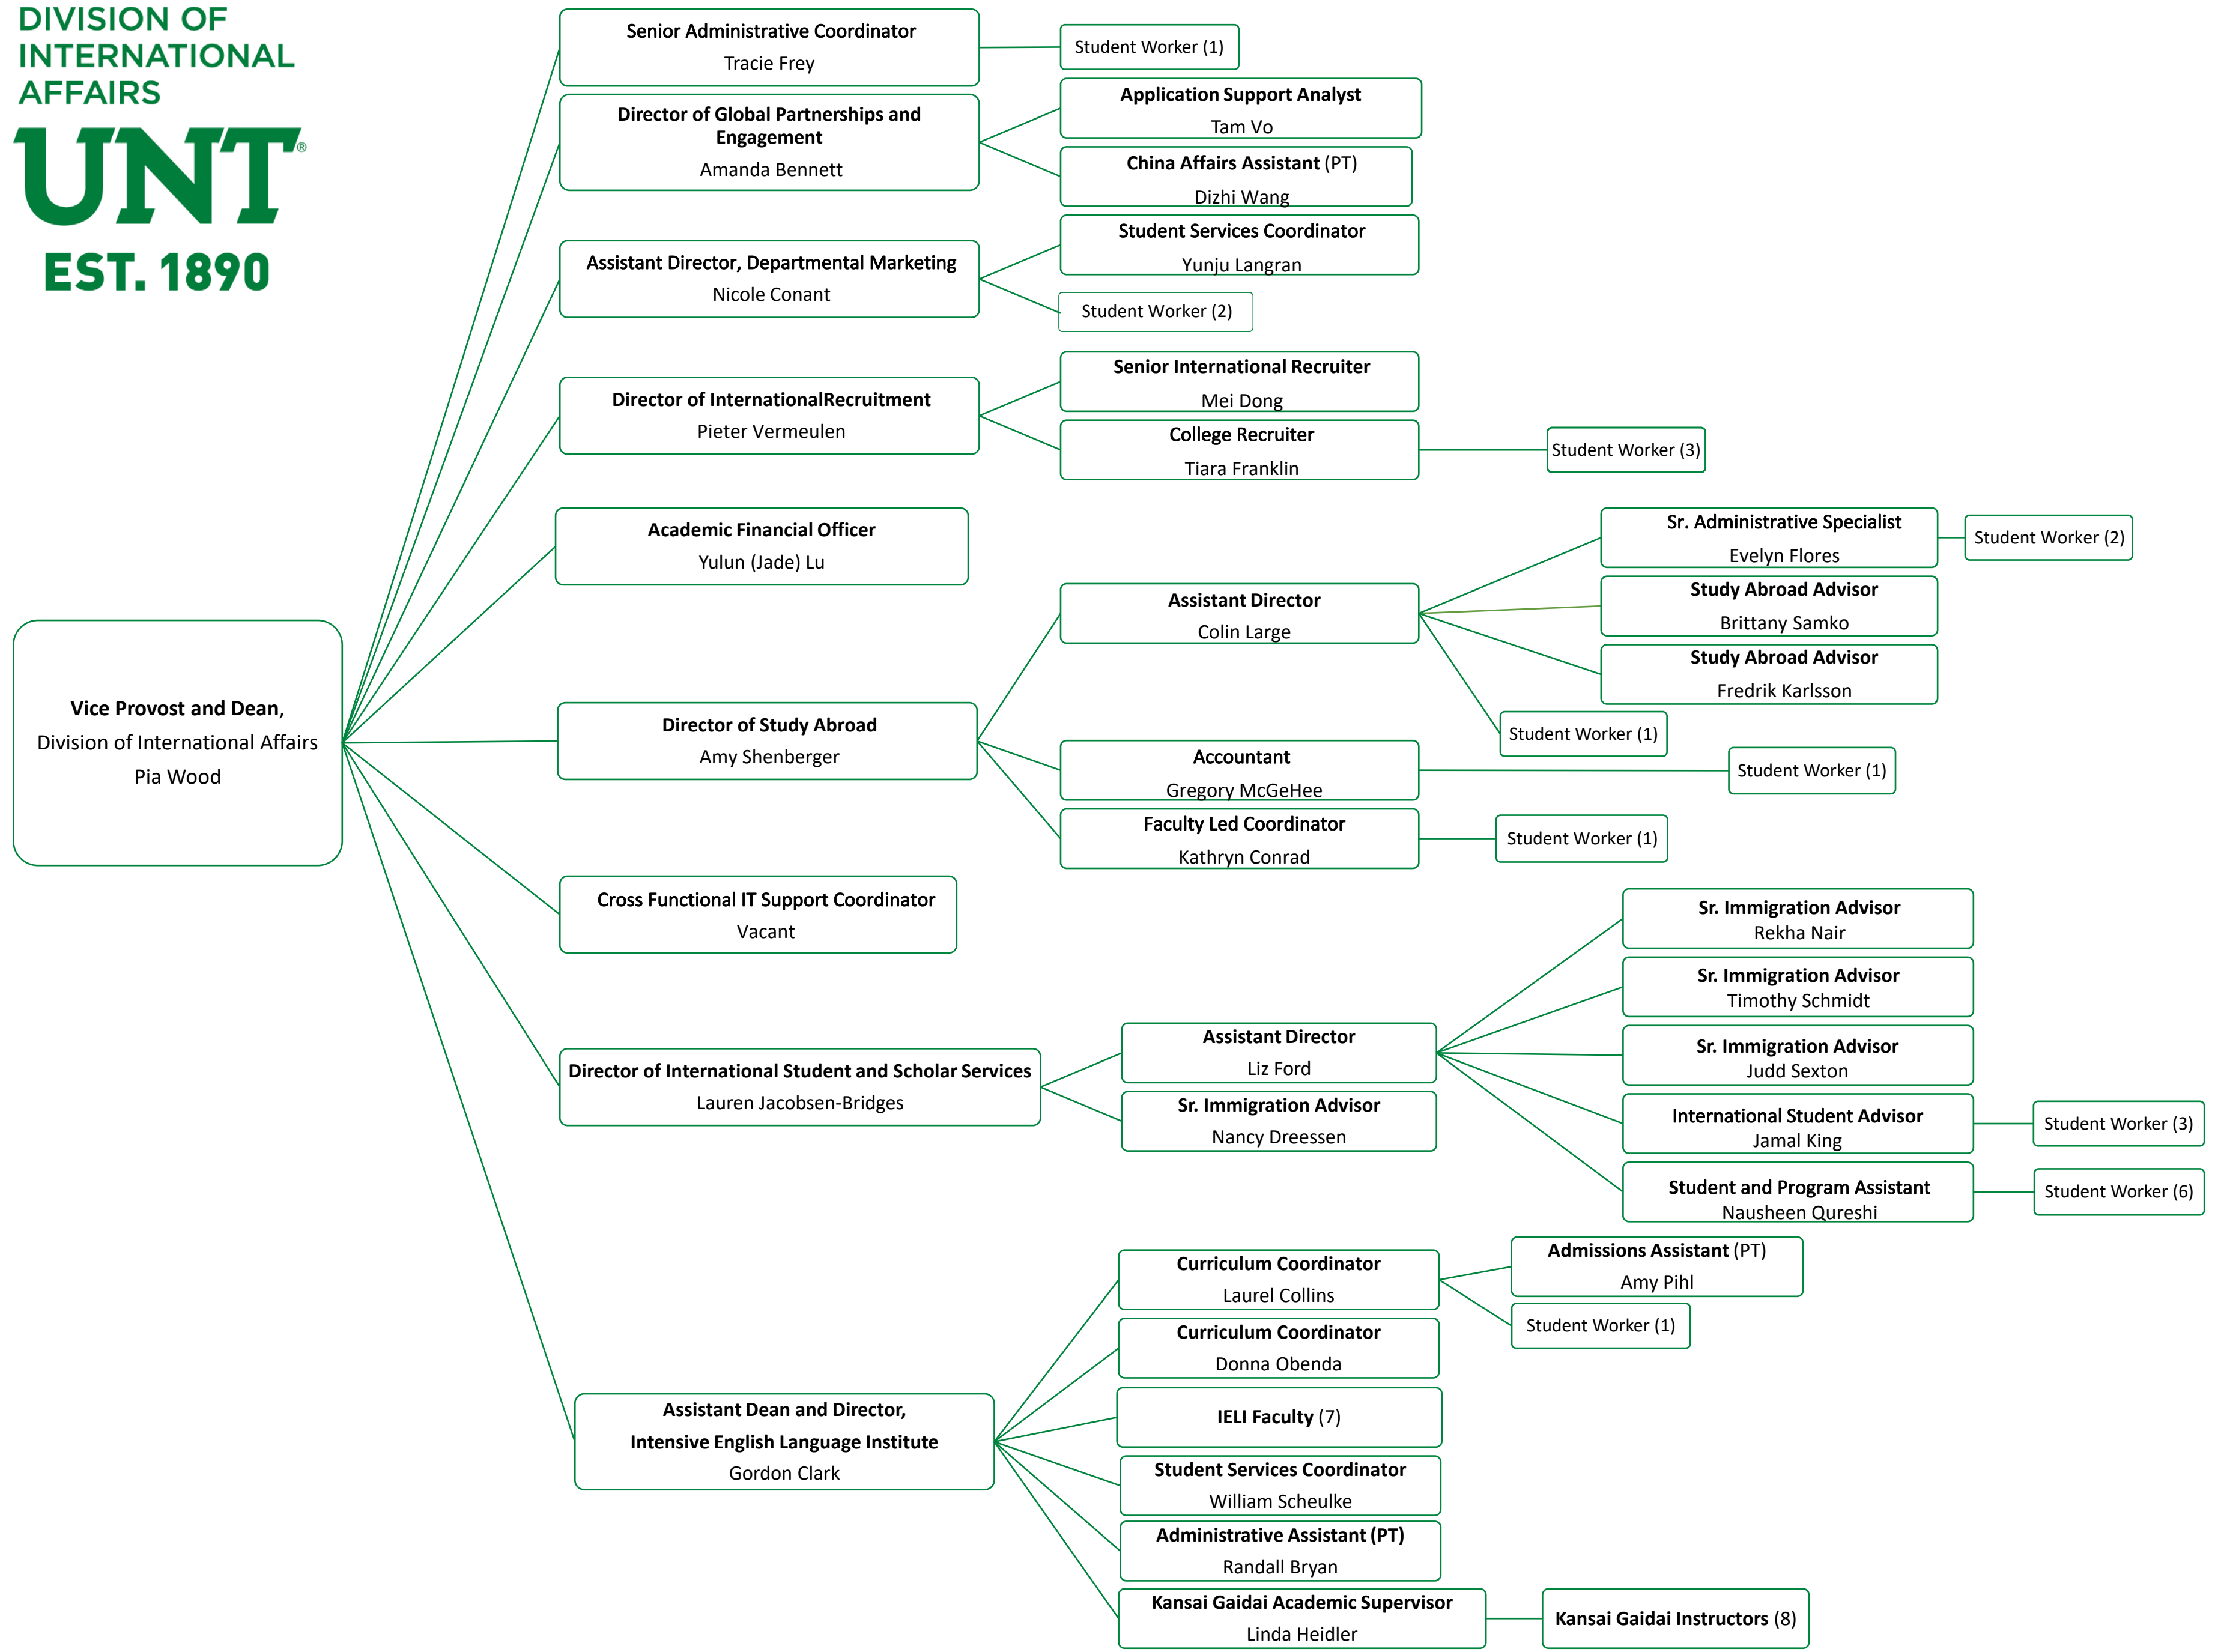 DIVISION OF
INTERNATIONAL
AFFAIRS
UNT®
EST. 1890
Vice Provost and Dean,
Division of International Affairs
Pia Wood
Senior Administrative Coordinator
Tracie Frey
Student Worker (1)
Director of Global Partnerships and
Engagement
Amanda Bennett
Application Support Analyst
Tam Vo
China Affairs Assistant (PT)
Dizhi Wang
Assistant Director, Departmental Marketing
Nicole Conant
Student Services Coordinator
Yunju Langran
Student Worker (2)
Director of InternationalRecruitment
Pieter Vermeulen
Senior International Recruiter
Mei Dong
College Recruiter
Tiara Franklin
Student Worker (3)
Academic Financial Officer
Yulun (Jade) Lu
Director of Study Abroad
Amy Shenberger
Assistant Director
Colin Large
Sr. Administrative Specialist
Evelyn Flores
Student Worker (2)
Study Abroad Advisor
Brittany Samko
Study Abroad Advisor
Fredrik Karlsson
Student Worker (1)
Accountant
Gregory McGeHee
Student Worker (1)
Faculty Led Coordinator
Kathryn Conrad
Student Worker (1)
Cross Functional IT Support Coordinator
Vacant
Director of International Student and Scholar Services
Lauren Jacobsen-Bridges
Assistant Director
Liz Ford
Sr. Immigration Advisor
Rekha Nair
Sr. Immigration Advisor
Timothy Schmidt
Sr. Immigration Advisor
Judd Sexton
International Student Advisor
Jamal King
Student Worker (3)
Student and Program Assistant
Nausheen Qureshi
Student Worker (6)
Sr. Immigration Advisor
Nancy Dreessen
Assistant Dean and Director,
Intensive English Language Institute
Gordon Clark
Curriculum Coordinator
Laurel Collins
Admissions Assistant (PT)
Amy Pihl
Student Worker (1)
Curriculum Coordinator
Donna Obenda
IELI Faculty (7)
Student Services Coordinator
William Scheulke
Administrative Assistant (PT)
Randall Bryan
Kansai Gaidai Academic Supervisor
Linda Heidler
Kansai Gaidai Instructors (8)